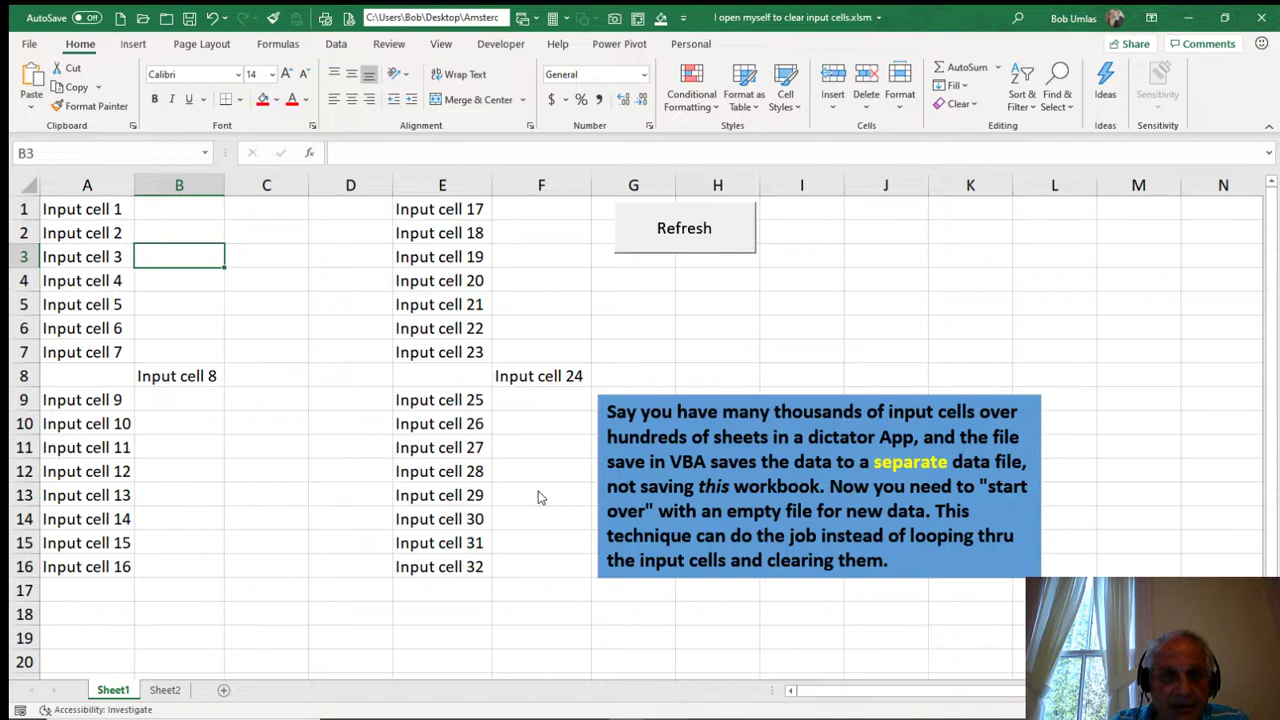 AutoSave Off C:\Users\Bob\Desktop\Amsterc I open myself to clear input cells.xlsm Bob Umlas
File Home Insert Page Layout Formulas Data Review View Developer Help Power Pivot Personal Share Comments
Paste Cut Copy Format Painter
Clipboard
Calibri 14
B I U
Font
Wrap Text
Merge & Center
Alignment
General
$ % 9
Number
Conditional Formatting
Format as Table
Cell Styles
Styles
Insert Delete Format
Cells
AutoSum
Fill
Clear
Sort & Filter
Find & Select
Editing
Ideas
Ideas
Sensitivity
Sensitivity
B3 fx
A B C D E F G H I J K L M N
1 Input cell 1 Input cell 17
2 Input cell 2 Input cell 18
3 Input cell 3 Input cell 19
4 Input cell 4 Input cell 20
5 Input cell 5 Input cell 21
6 Input cell 6 Input cell 22
7 Input cell 7 Input cell 23
8 Input cell 8 Input cell 24
9 Input cell 9 Input cell 25
10 Input cell 10 Input cell 26
11 Input cell 11 Input cell 27
12 Input cell 12 Input cell 28
13 Input cell 13 Input cell 29
14 Input cell 14 Input cell 30
15 Input cell 15 Input cell 31
16 Input cell 16 Input cell 32
17
18
19
20
Refresh
Say you have many thousands of input cells over
hundreds of sheets in a dictator App, and the file
save in VBA saves the data to a separate data file,
not saving this workbook. Now you need to "start
over" with an empty file for new data. This
technique can do the job instead of looping thru
the input cells and clearing them.
Sheet1 Sheet2
Accessibility: Investigate